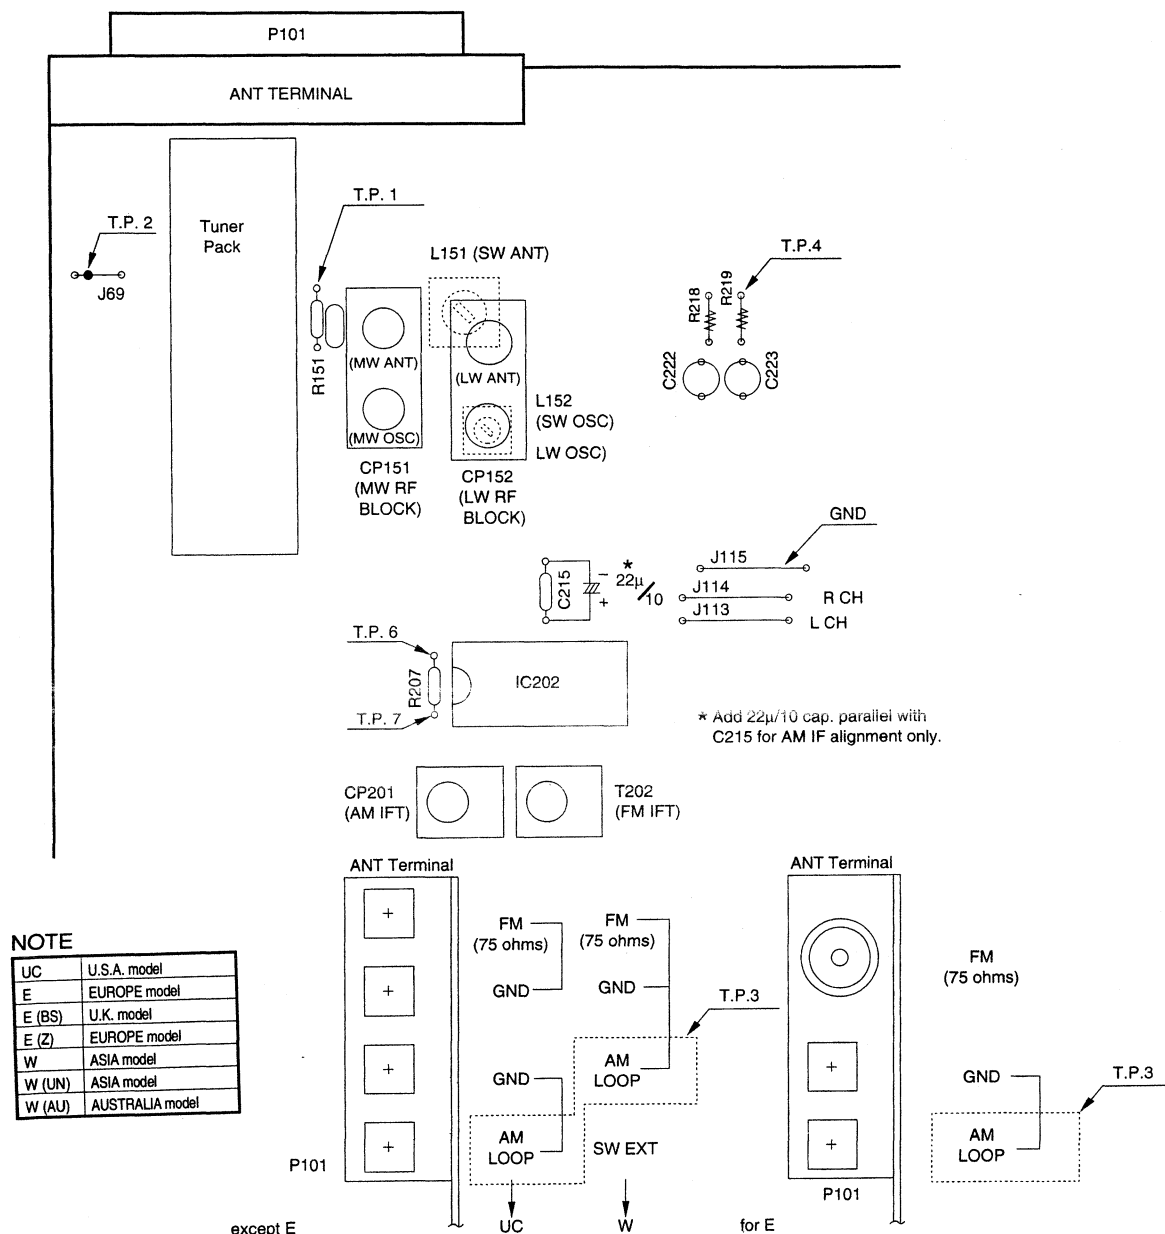 P101
ANT TERMINAL
Tuner
Pack
T.P. 1
T.P. 2
J69
R151
L151 (SW ANT)
(MW ANT)
(MW OSC)
CP151
(MW RF
BLOCK)
(LW ANT)
L152
(SW OSC)
LW OSC)
CP152
(LW RF
BLOCK)
T.P.4
R218
R219
C222
C223
GND
J115
J114
J113
R CH
L CH
C215
*
22μ/10
−
+
T.P. 6
R207
T.P. 7
IC202
* Add 22μ/10 cap. parallel with
C215 for AM IF alignment only.
CP201
(AM IFT)
T202
(FM IFT)
NOTE
UC U.S.A. model
E EUROPE model
E (BS) U.K. model
E (Z) EUROPE model
W ASIA model
W (UN) ASIA model
W (AU) AUSTRALIA model
ANT Terminal
+
+
+
+
P101
except E
FM
(75 ohms)
GND
GND
AM
LOOP
UC
FM
(75 ohms)
GND
AM
LOOP
SW EXT
W
T.P.3
ANT Terminal
+
+
P101
for E
FM
(75 ohms)
GND
AM
LOOP
T.P.3